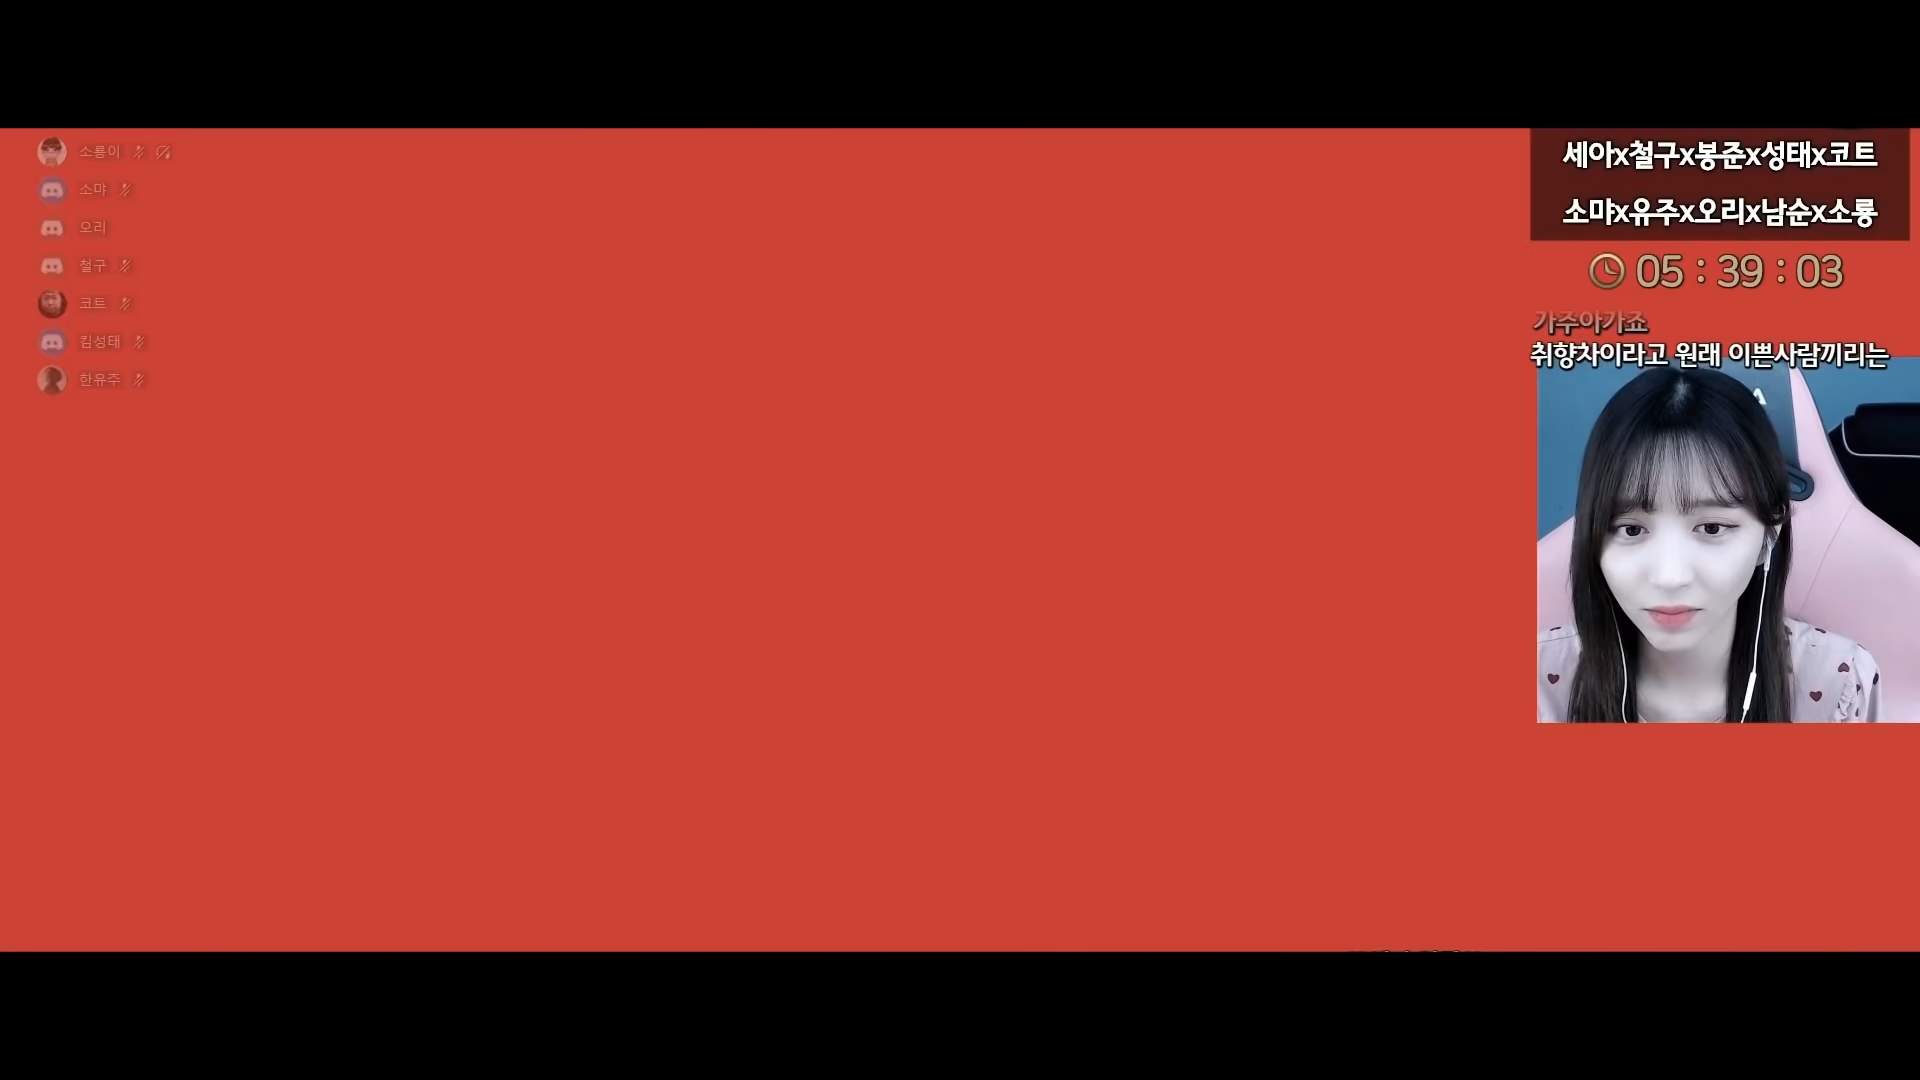 소룡이
소먀
오리
철구
코트
킴성태
한유주
세아x철구x봉준x성태x코트
소먀x유주x오리x남순x소룡
05 : 39 : 03
가주아가죠
취향차이라고 원래 이쁜사람끼리는